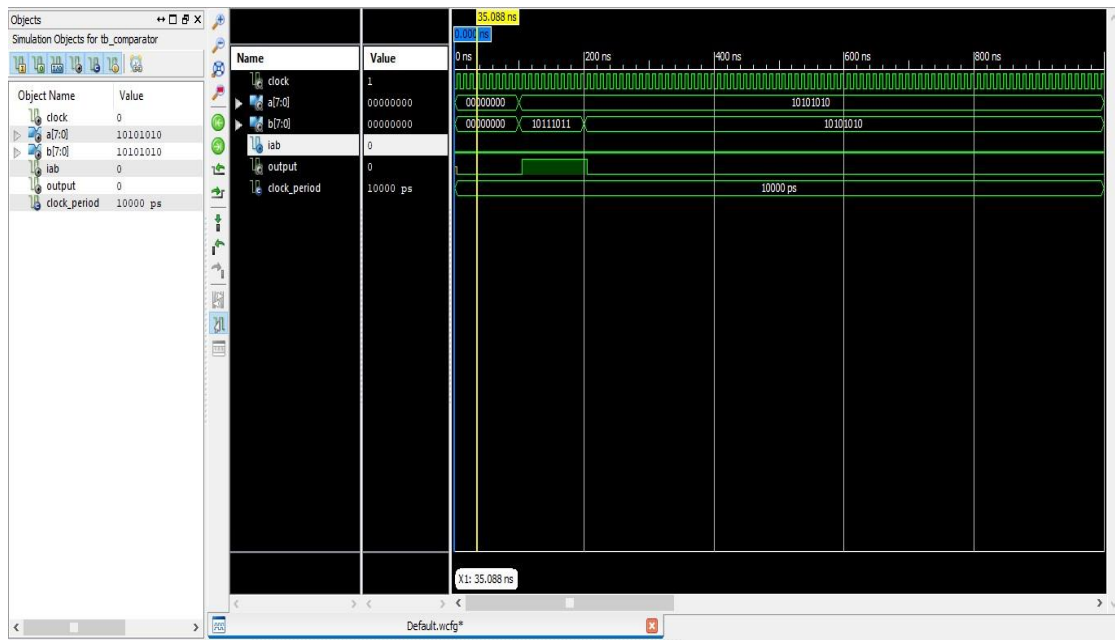 Objects
Simulation Objects for tb_comparator
Object Name Value
clock 0
a[7:0] 10101010
b[7:0] 10101010
iab 0
output 0
clock_period 10000 ps
Name Value
clock 1
a[7:0] 00000000
b[7:0] 00000000
iab 0
output 0
clock_period 10000 ps
35.088 ns
0.000 ns
0 ns 200 ns 400 ns 600 ns 800 ns
00000000 10101010
00000000 10111011 10101010
10000 ps
X1: 35.088 ns
Default.wcfg*